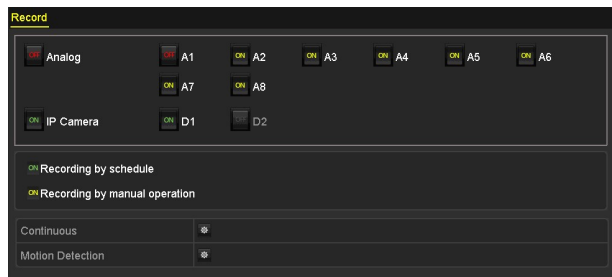 Record
OFF Analog OFF A1 ON A2 ON A3 ON A4 ON A5 ON A6
ON A7 ON A8
ON IP Camera ON D1 OFF D2
ON Recording by schedule
ON Recording by manual operation
Continuous
Motion Detection